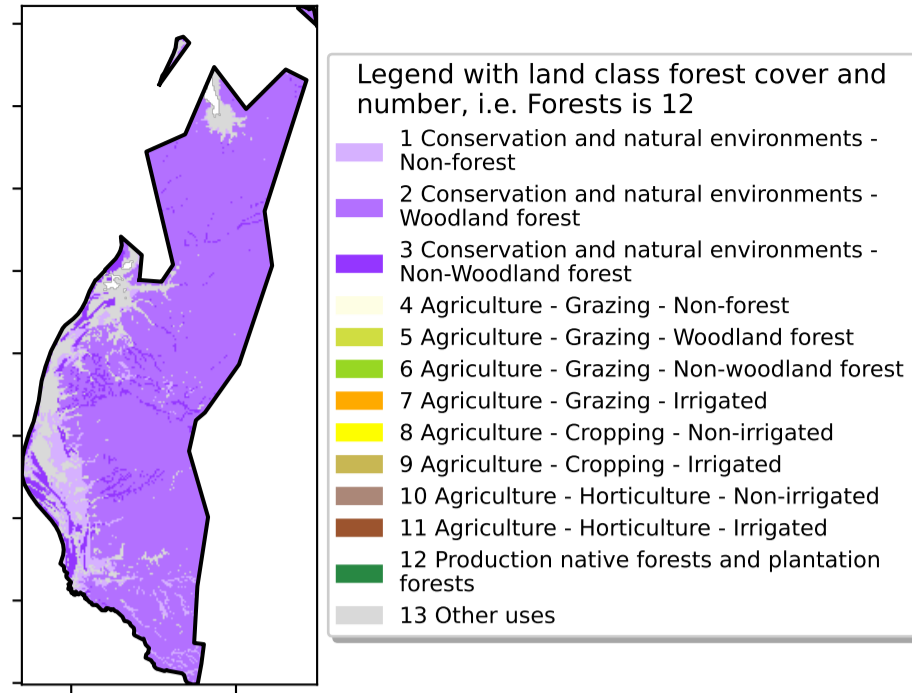 Legend with land class forest cover and
number, i.e. Forests is 12
1 Conservation and natural environments -
Non-forest
2 Conservation and natural environments -
Woodland forest
3 Conservation and natural environments -
Non-Woodland forest
4 Agriculture - Grazing - Non-forest
5 Agriculture - Grazing - Woodland forest
6 Agriculture - Grazing - Non-woodland forest
7 Agriculture - Grazing - Irrigated
8 Agriculture - Cropping - Non-irrigated
9 Agriculture - Cropping - Irrigated
10 Agriculture - Horticulture - Non-irrigated
11 Agriculture - Horticulture - Irrigated
12 Production native forests and plantation
forests
13 Other uses